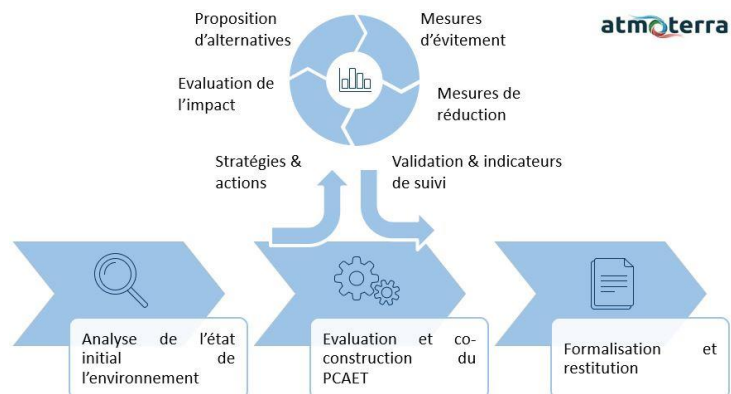 Proposition
d'alternatives
Mesures
d'évitement
atmoterra
Evaluation de
l'impact
Mesures de
réduction
Stratégies &
actions
Validation & indicateurs
de suivi
Analyse de l'état
initial de
l'environnement
Evaluation et co-
construction du
PCAET
Formalisation et
restitution